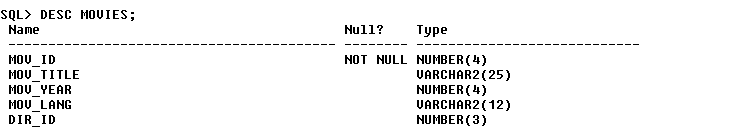 SQL> DESC MOVIES;
Name Null? Type
----------------------------------------- -------- ----------------------------
MOV_ID NOT NULL NUMBER(4)
MOV_TITLE VARCHAR2(25)
MOV_YEAR NUMBER(4)
MOV_LANG VARCHAR2(12)
DIR_ID NUMBER(3)